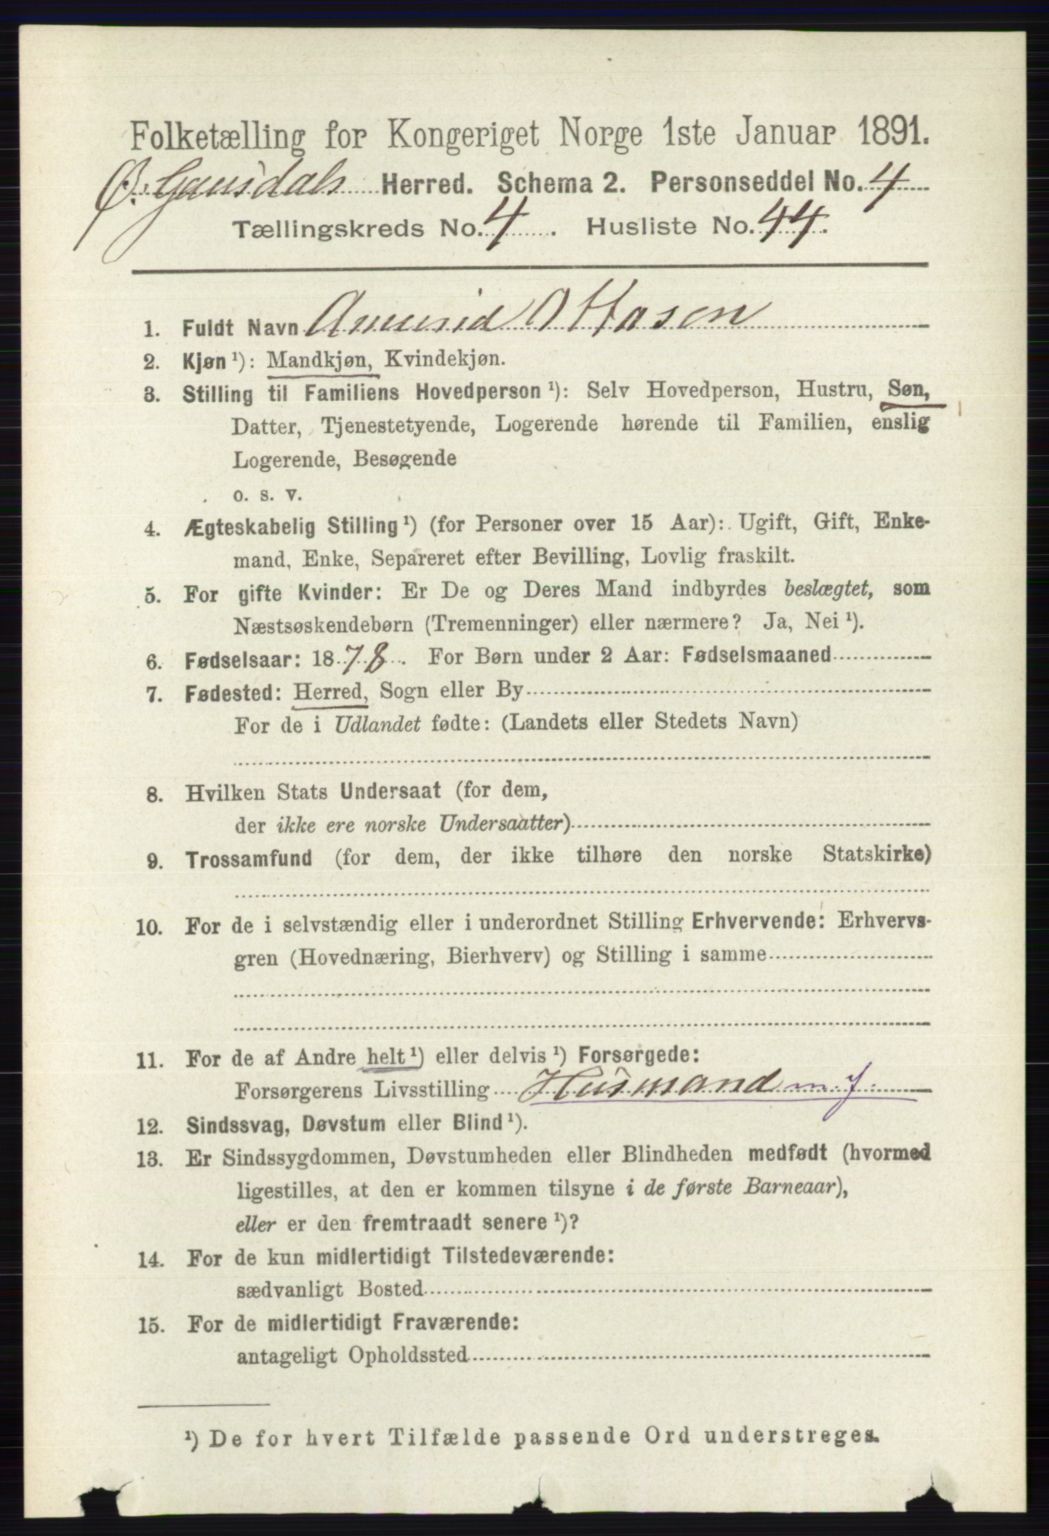 Folketælling for Kongeriget Norge 1ste Januar 1891.
Ø. Gausdals Herred. Schema 2. Personseddel No. 4
Tællingskreds No. 4. Husliste No. 44.
1. Fuldt Navn Amund Ottosen
2. Kjøn ¹): Mandkjøn, Kvindekjøn.
3. Stilling til Familiens Hovedperson ¹): Selv Hovedperson, Hustru, Søn,
Datter, Tjenestetyende, Logerende hørende til Familien, enslig
Logerende, Besøgende
o. s. v.
4. Ægteskabelig Stilling ¹) (for Personer over 15 Aar): Ugift, Gift, Enke-
mand, Enke, Separeret efter Bevilling, Lovlig fraskilt.
5. For gifte Kvinder: Er De og Deres Mand indbyrdes beslægtet, som
Næstsøskendebørn (Tremenninger) eller nærmere? Ja, Nei ¹).
6. Fødselsaar: 1878. For Børn under 2 Aar: Fødselsmaaned
7. Fødested: Herred, Sogn eller By
For de i Udlandet fødte: (Landets eller Stedets Navn)
8. Hvilken Stats Undersaat (for dem,
der ikke ere norske Undersaatter)
9. Trossamfund (for dem, der ikke tilhøre den norske Statskirke)
10. For de i selvstændig eller i underordnet Stilling Erhvervende: Erhvervs-
gren (Hovednæring, Bierhverv) og Stilling i samme
11. For de af Andre helt ¹) eller delvis ¹) Forsørgede:
Forsørgerens Livsstilling Husmand m. J.
12. Sindssvag, Døvstum eller Blind ¹).
13. Er Sindssygdommen, Døvstumheden eller Blindheden medfødt (hvormed
ligestilles, at den er kommen tilsyne i de første Barneaar),
eller er den fremtraadt senere ¹)?
14. For de kun midlertidigt Tilstedeværende:
sædvanligt Bosted
15. For de midlertidigt Fraværende:
antageligt Opholdssted
¹) De for hvert Tilfælde passende Ord understreges.